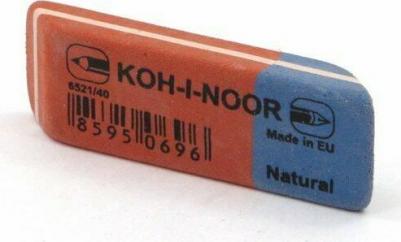 KOH-I-NOOR
6521/40
Made in EU
8595 0696
Natural